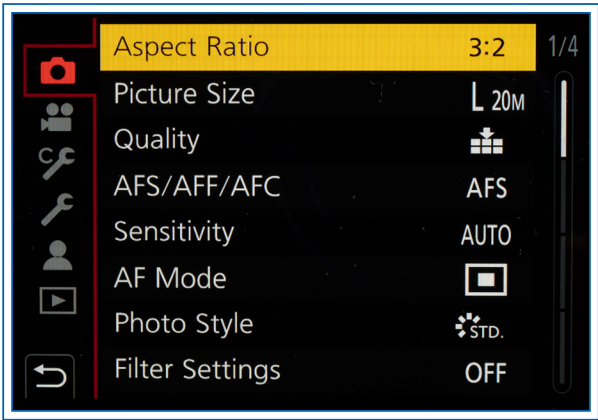 Aspect Ratio 3:2 1/4
Picture Size L 20M
Quality
AFS/AFF/AFC AFS
Sensitivity AUTO
AF Mode
Photo Style STD.
Filter Settings OFF
C